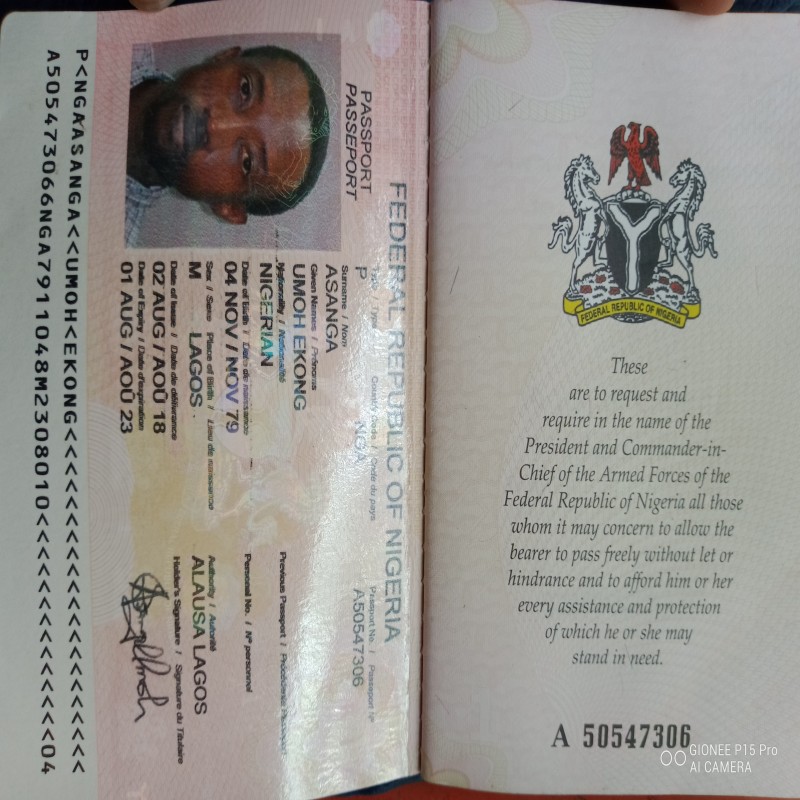 FEDERAL REPUBLIC OF NIGERIA
PASSPORT
PASSEPORT
Type / Type
Country Code / Code du pays
Passport No. / Passeport N°
P
NGA
A50547306
Surname / Nom
ASANGA
Given Names / Prénoms
UMOH EKONG
Nationality / Nationalité
Previous Passport /
NIGERIAN
Date of Birth / Date de naissance
Personal No. / N° personnel
04 NOV / NOV 79
Sex / Sexe
Place of Birth / Lieu de naissance
Authority / Autorité
M
LAGOS
ALAUSA LAGOS
Date of Issue / Date de délivrance
Holder's Signature / Signature du Titulaire
02 AUG / AOÛ 18
Date of Expiry / Date d'expiration
01 AUG / AOÛ 23
P<NGAASANGA<<UMOH<EKONG<<<<<<<<<<<<<<<<<<<<<
A505473066NGA7911048M2308010<<<<<<<<<<<<<<04
FEDERAL REPUBLIC OF NIGERIA
These
are to request and
require in the name of the
President and Commander-in-
Chief of the Armed Forces of the
Federal Republic of Nigeria all those
whom it may concern to allow the
bearer to pass freely without let or
hindrance and to afford him or her
every assistance and protection
of which he or she may
stand in need.
A 50547306
GIONEE P15 Pro
AI CAMERA